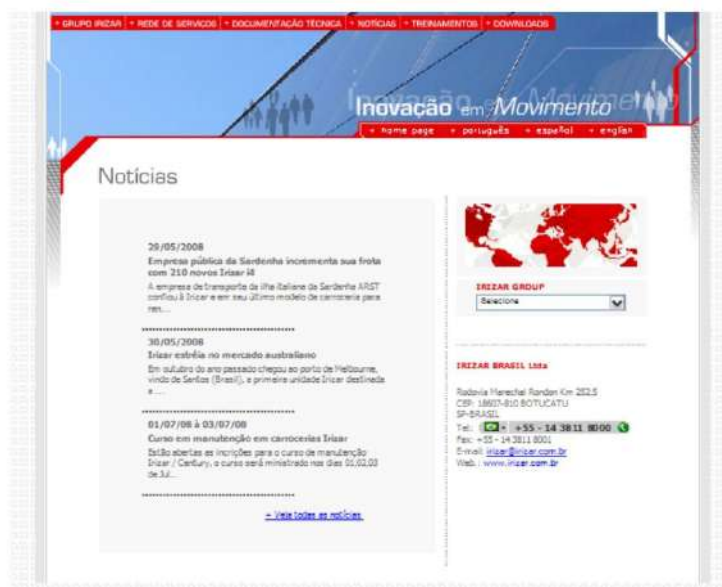 + GRUPO IRIZAR + REDE DE SERVIÇOS + DOCUMENTAÇÃO TÉCNICA + NOTÍCIAS + TREINAMENTOS + DOWNLOADS
Inovação em Movimento
+ home page + português + español + english
Notícias
29/05/2008
Empresa pública da Sardenha incrementa sua frota
com 210 novos Irizar i4
A empresa de transporte da ilha italiana da Sardenha ARST
confiou à Irizar e em seu último modelo de carroceria para
ren...
30/05/2008
Irizar estréia no mercado australiano
Em outubro do ano passado chegou ao porto de Melbourne,
vindo de Santos (Brasil), a primeira unidade Irizar destinada
a ...
01/07/08 à 03/07/08
Curso em manutenção em carrocerias Irizar
Estão abertas as incrições para o curso de manutenção
Irizar / Century, o curso será ministrado nos dias 01,02,03
de Jul...
+ Veja todas as notícias
IRIZAR GROUP
Selecione
IRIZAR BRASIL Ltda
Rodovia Marechal Rondon Km 252,5
CEP: 18607-810 BOTUCATU
SP-BRASIL
Tel: +55 - 14 3811 8000
Fax: +55 - 14 3811 8001
E-mail: irizar@irizar.com.br
Web.: www.irizar.com.br